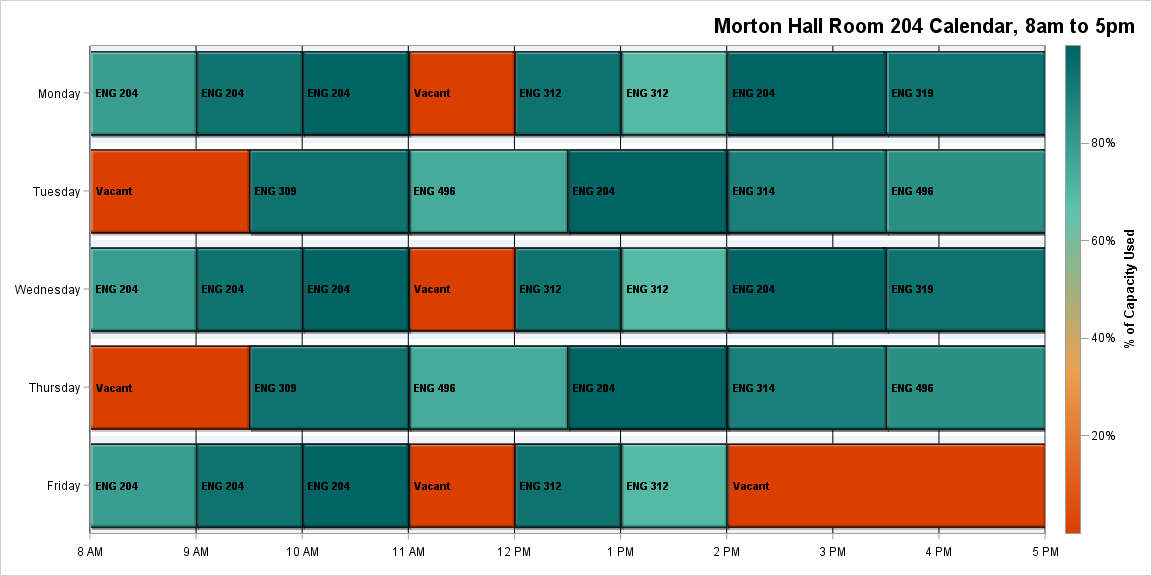 Morton Hall Room 204 Calendar, 8am to 5pm
Monday
ENG 204
ENG 204
ENG 204
Vacant
ENG 312
ENG 312
ENG 204
ENG 319
Tuesday
Vacant
ENG 309
ENG 496
ENG 204
ENG 314
ENG 496
Wednesday
ENG 204
ENG 204
ENG 204
Vacant
ENG 312
ENG 312
ENG 204
ENG 319
Thursday
Vacant
ENG 309
ENG 496
ENG 204
ENG 314
ENG 496
Friday
ENG 204
ENG 204
ENG 204
Vacant
ENG 312
ENG 312
Vacant
8 AM
9 AM
10 AM
11 AM
12 PM
1 PM
2 PM
3 PM
4 PM
5 PM
80%
60%
40%
20%
% of Capacity Used